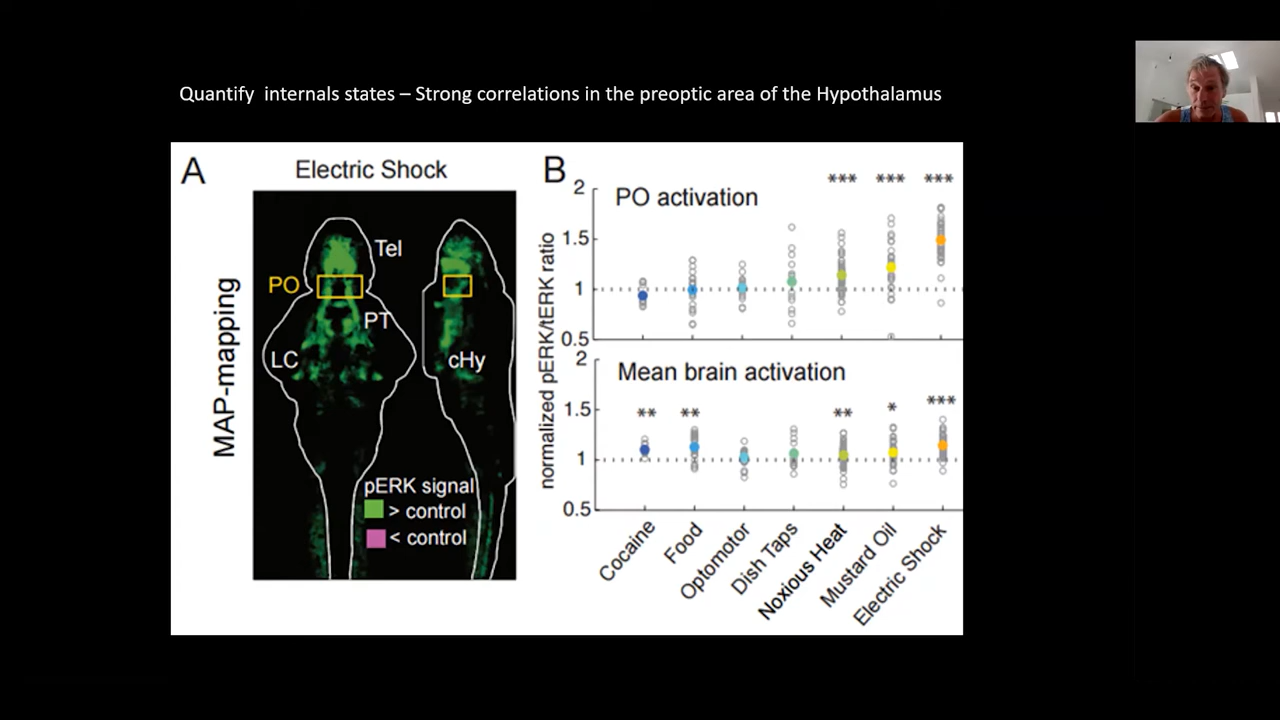 Quantify internals states – Strong correlations in the preoptic area of the Hypothalamus
A
Electric Shock
MAP-mapping
Tel
PO
PT
LC
cHy
pERK signal
> control
< control
B
normalized pERK/tERK ratio
PO activation
*** *** ***
2
1.5
1
0.5
Mean brain activation
** ** ** * ***
2
1.5
1
0.5
Cocaine
Food
Optomotor
Dish Taps
Noxious Heat
Mustard Oil
Electric Shock